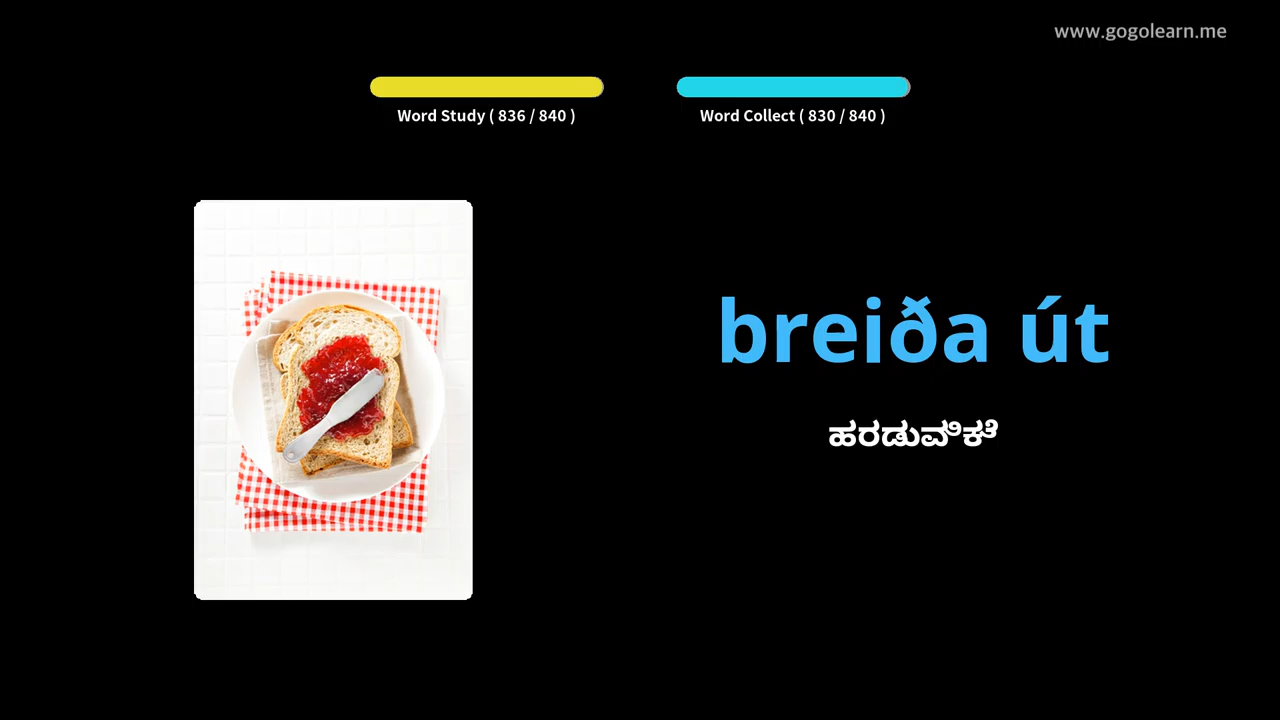 www.gogolearn.me
Word Study ( 836 / 840 )
Word Collect ( 830 / 840 )
breiða út
ಹರಡುವಿಕೆ